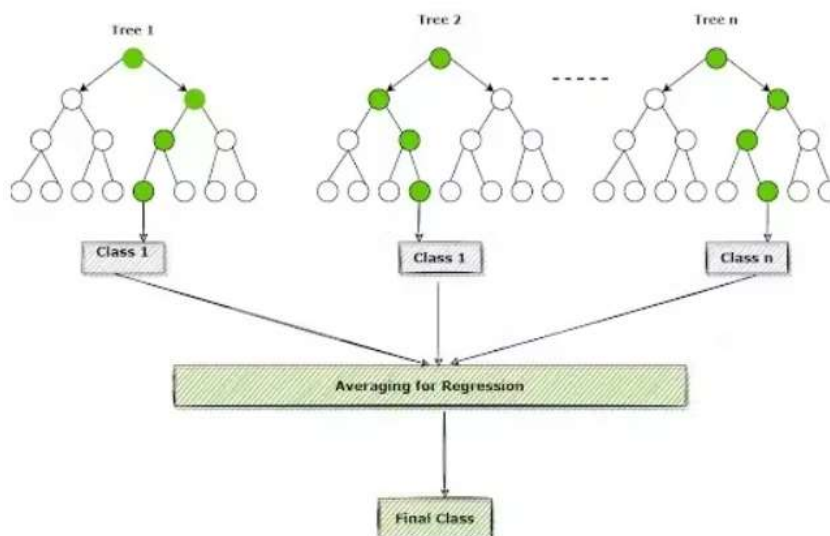 Tree 1
Tree 2
Tree n
Class 1
Class 1
Class n
Averaging for Regression
Final Class